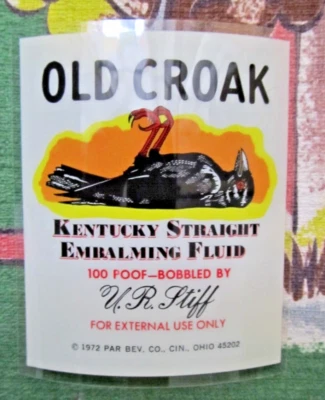 OLD CROAK
KENTUCKY STRAIGHT
EMBALMING FLUID
100 POOF—BOBBLED BY
U. R. Stiff
FOR EXTERNAL USE ONLY
© 1972 PAR BEV. CO., CIN., OHIO 45202